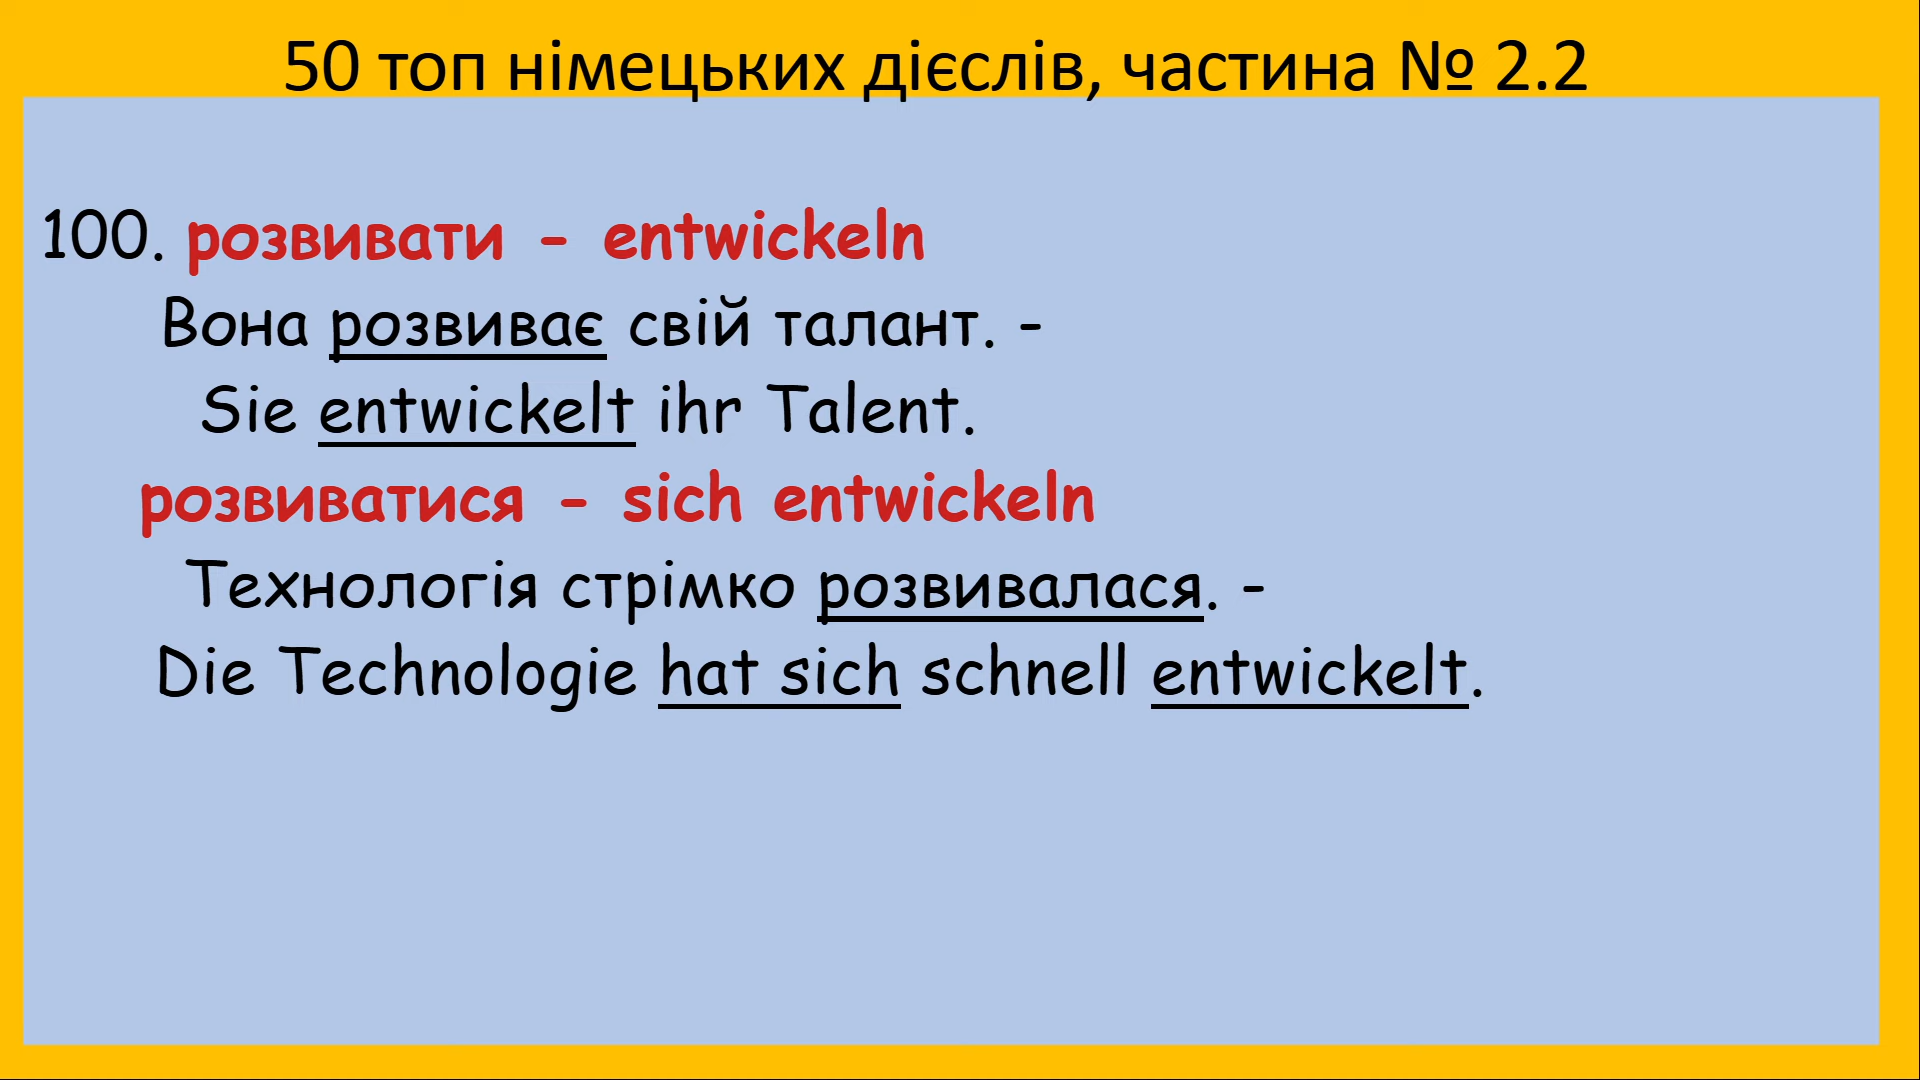 50 топ німецьких дієслів, частина № 2.2
100. розвивати - entwickeln
Вона розвиває свій талант. -
Sie entwickelt ihr Talent.
розвиватися - sich entwickeln
Технологія стрімко розвивалася. -
Die Technologie hat sich schnell entwickelt.